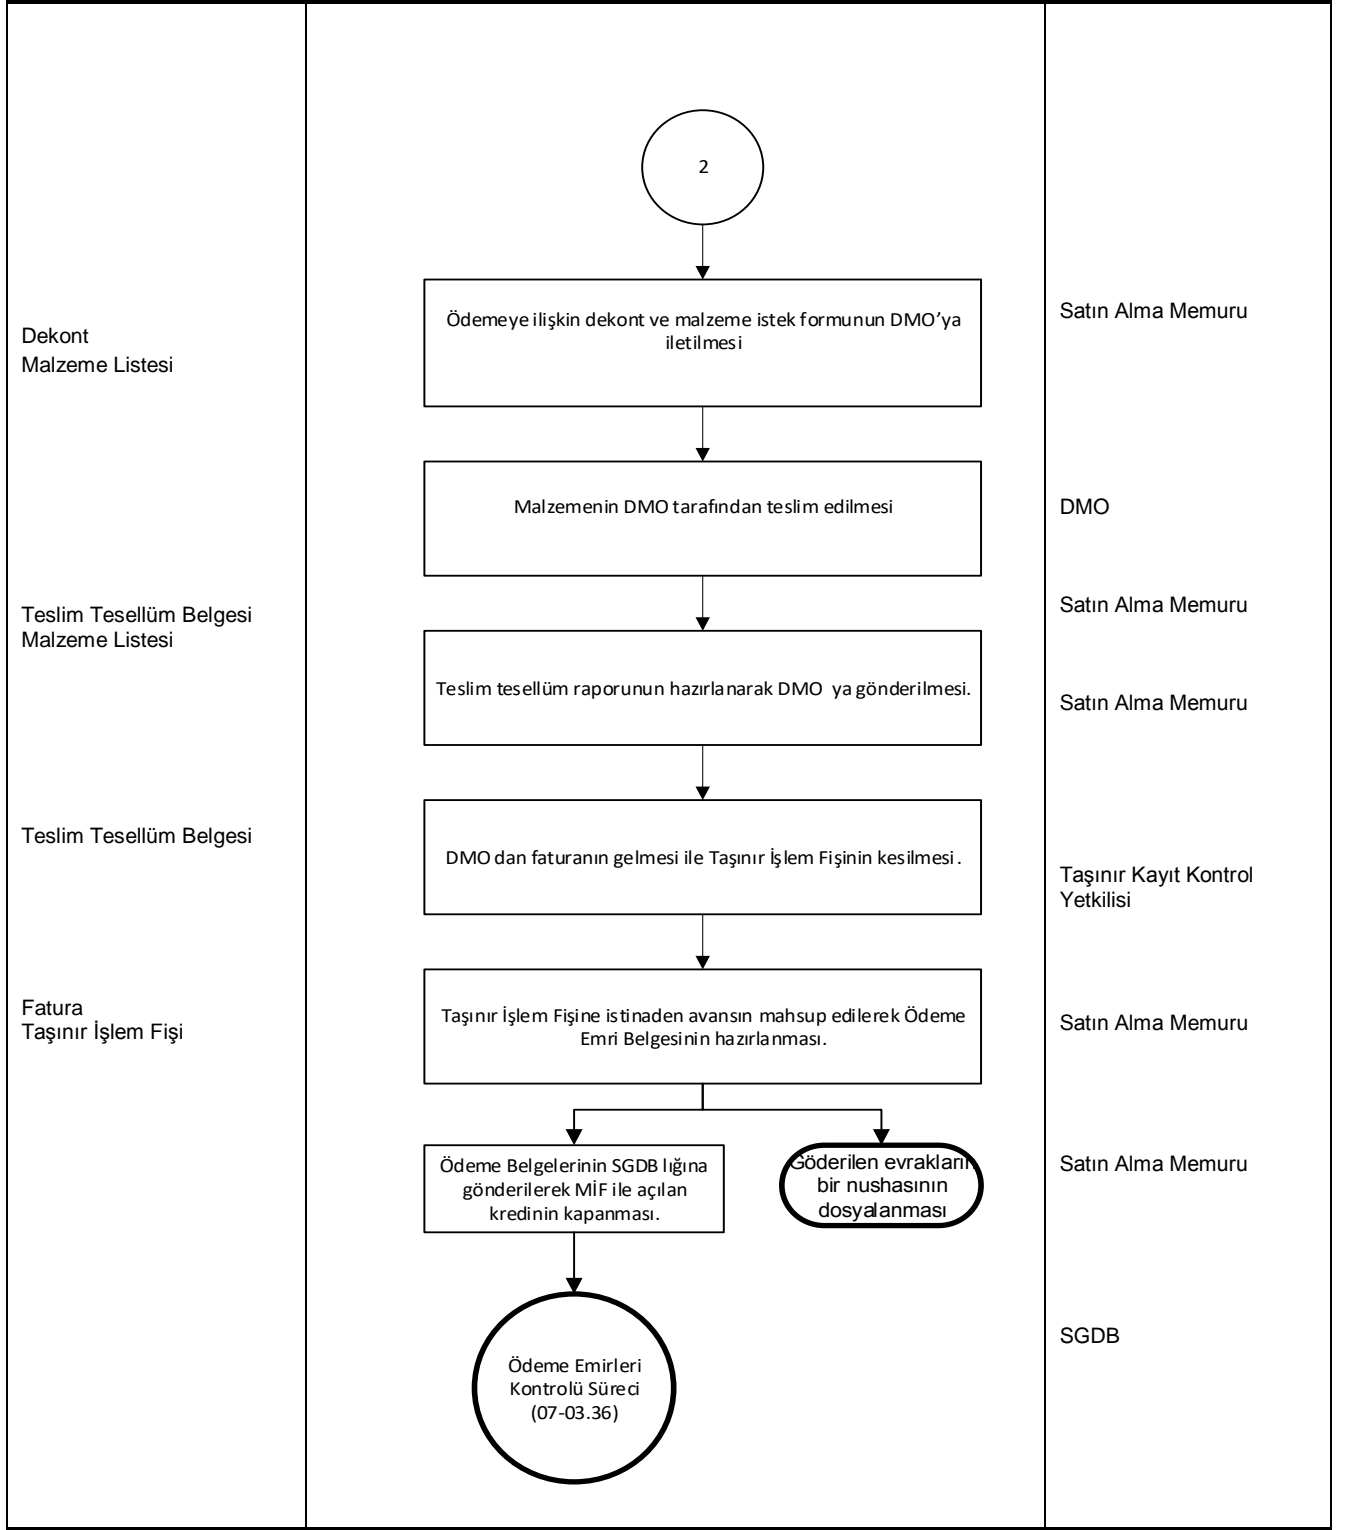 2
Ödemeye ilişkin dekont ve malzeme istek formunun DMO’ya
iletilmesi
Satın Alma Memuru
Dekont
Malzeme Listesi
Malzemenin DMO tarafından teslim edilmesi
DMO
Teslim Tesellüm Belgesi
Malzeme Listesi
Satın Alma Memuru
Teslim tesellüm raporunun hazırlanarak DMO ya gönderilmesi.
Satın Alma Memuru
Teslim Tesellüm Belgesi
DMO dan faturanın gelmesi ile Taşınır İşlem Fişinin kesilmesi.
Taşınır Kayıt Kontrol
Yetkilisi
Fatura
Taşınır İşlem Fişi
Taşınır İşlem Fişine istinaden avansın mahsup edilerek Ödeme
Emri Belgesinin hazırlanması.
Satın Alma Memuru
Ödeme Belgelerinin SGDB lığına
gönderilerek MİF ile açılan
kredinin kapanması.
Göderilen evrakların
bir nushasının
dosyalanması
Satın Alma Memuru
SGDB
Ödeme Emirleri
Kontrolü Süreci
(07-03.36)